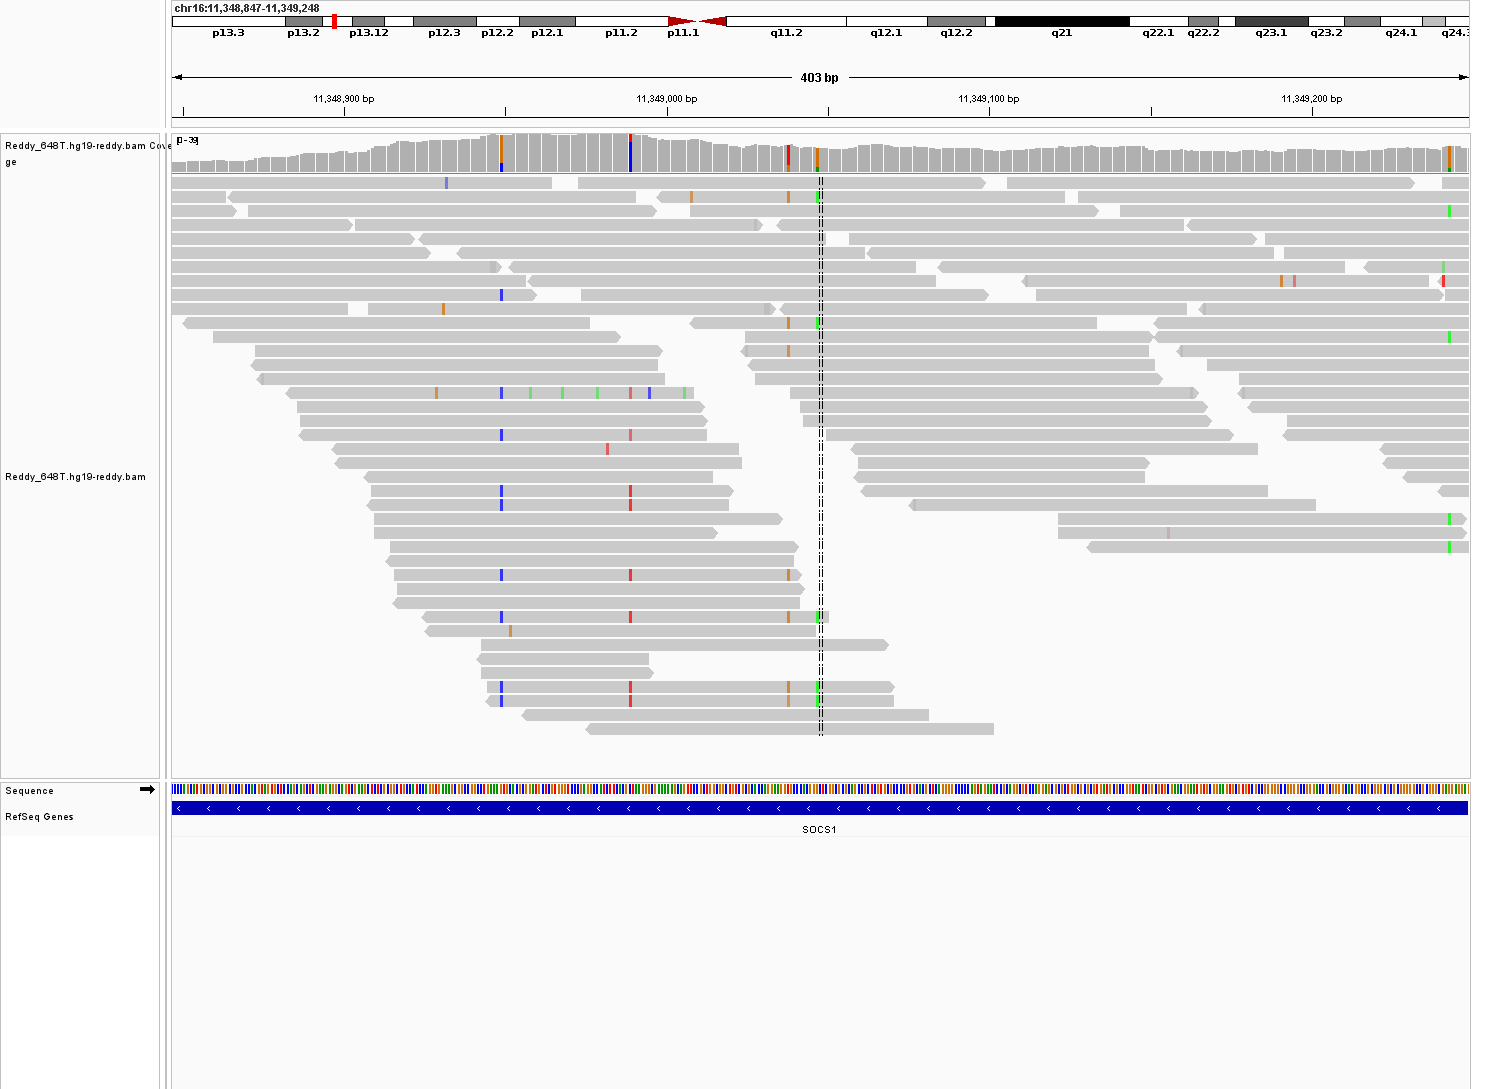 chr16:11,348,847-11,349,248
p13.3 p13.2 p13.12 p12.3 p12.2 p12.1 p11.2 p11.1 q11.2 q12.1 q12.2 q21 q22.1 q22.2 q23.1 q23.2 q24.1 q24.3
403 bp
11,348,900 bp 11,349,000 bp 11,349,100 bp 11,349,200 bp
Reddy_648T.hg19-reddy.bam Cove
ge
[0-39]
Reddy_648T.hg19-reddy.bam
Sequence
RefSeq Genes
SOCS1